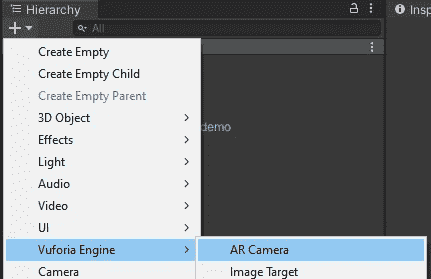 Hierarchy
Insp
All
Create Empty
Create Empty Child
Create Empty Parent
3D Object
demo
Effects
Light
Audio
Video
UI
Vuforia Engine
AR Camera
Camera
Image Target